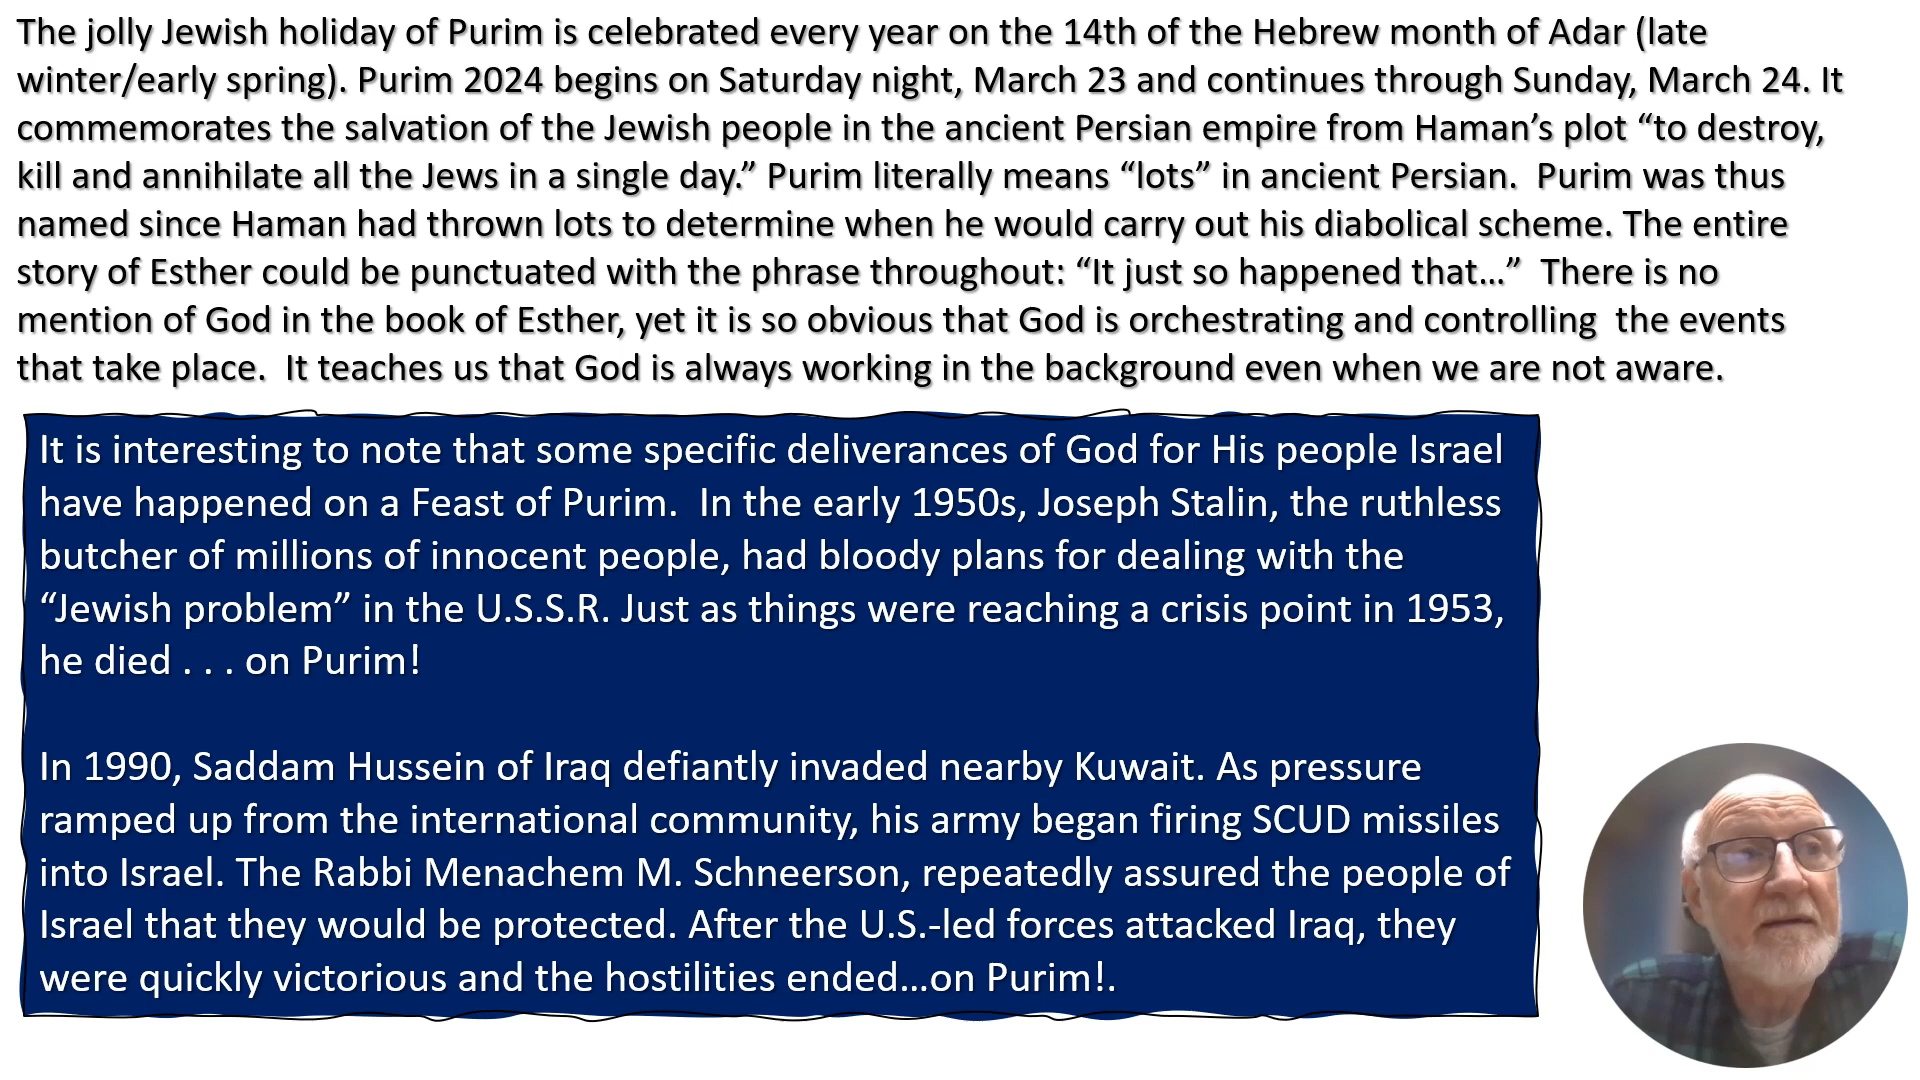 The jolly Jewish holiday of Purim is celebrated every year on the 14th of the Hebrew month of Adar (late
winter/early spring). Purim 2024 begins on Saturday night, March 23 and continues through Sunday, March 24. It
commemorates the salvation of the Jewish people in the ancient Persian empire from Haman’s plot “to destroy,
kill and annihilate all the Jews in a single day.” Purim literally means “lots” in ancient Persian.  Purim was thus
named since Haman had thrown lots to determine when he would carry out his diabolical scheme. The entire
story of Esther could be punctuated with the phrase throughout: “It just so happened that…”  There is no
mention of God in the book of Esther, yet it is so obvious that God is orchestrating and controlling  the events
that take place.  It teaches us that God is always working in the background even when we are not aware.
It is interesting to note that some specific deliverances of God for His people Israel
have happened on a Feast of Purim.  In the early 1950s, Joseph Stalin, the ruthless
butcher of millions of innocent people, had bloody plans for dealing with the
“Jewish problem” in the U.S.S.R. Just as things were reaching a crisis point in 1953,
he died . . . on Purim!
In 1990, Saddam Hussein of Iraq defiantly invaded nearby Kuwait. As pressure
ramped up from the international community, his army began firing SCUD missiles
into Israel. The Rabbi Menachem M. Schneerson, repeatedly assured the people of
Israel that they would be protected. After the U.S.-led forces attacked Iraq, they
were quickly victorious and the hostilities ended…on Purim!.